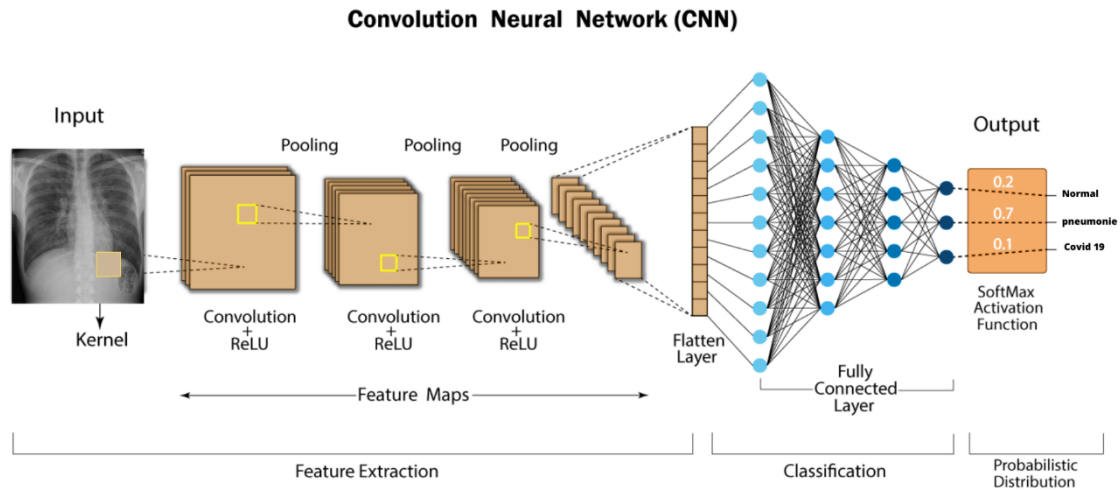 Convolution Neural Network (CNN)
Input
Pooling
Pooling
Pooling
Output
0.2
Normal
0.7
pneumonie
0.1
Covid 19
Kernel
Convolution
+
ReLU
Convolution
+
ReLU
Convolution
+
ReLU
Flatten
Layer
SoftMax
Activation
Function
Feature Maps
Fully
Connected
Layer
Feature Extraction
Classification
Probabilistic
Distribution